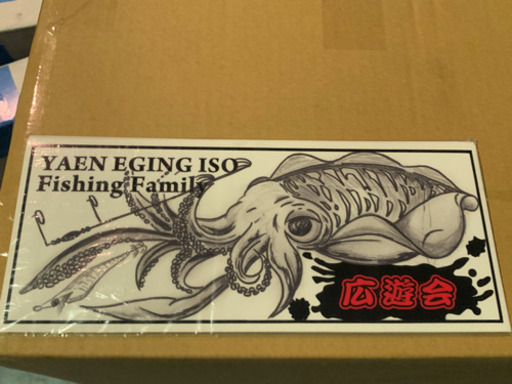 YAEN EGING ISO
Fishing Family
広遊会